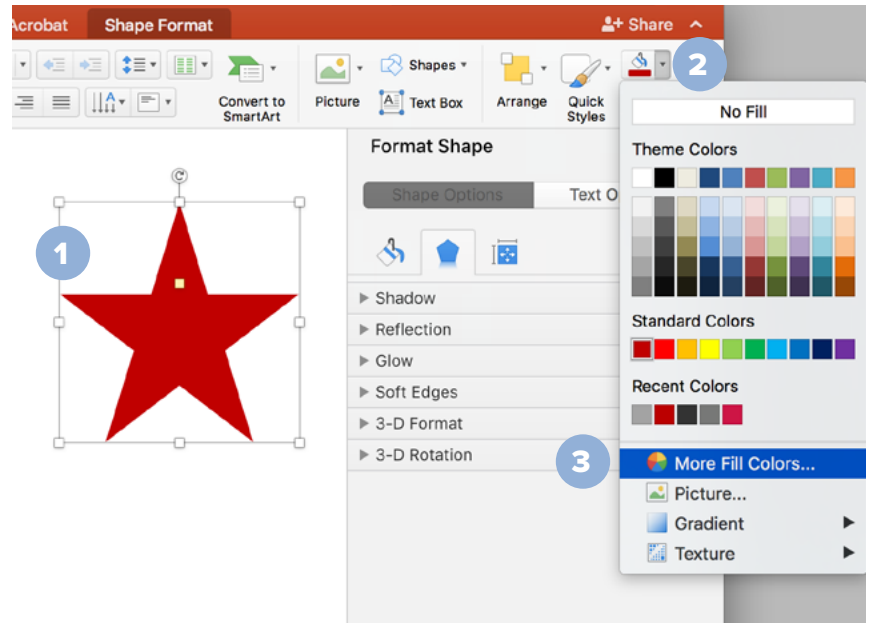 Acrobat
Shape Format
Share
2
Convert to
SmartArt
Picture
Shapes
Text Box
Arrange
Quick
Styles
No Fill
Format Shape
Theme Colors
Shape Options
Text O
1
Shadow
Reflection
Glow
Soft Edges
3-D Format
3-D Rotation
Standard Colors
Recent Colors
3
More Fill Colors...
Picture...
Gradient
Texture